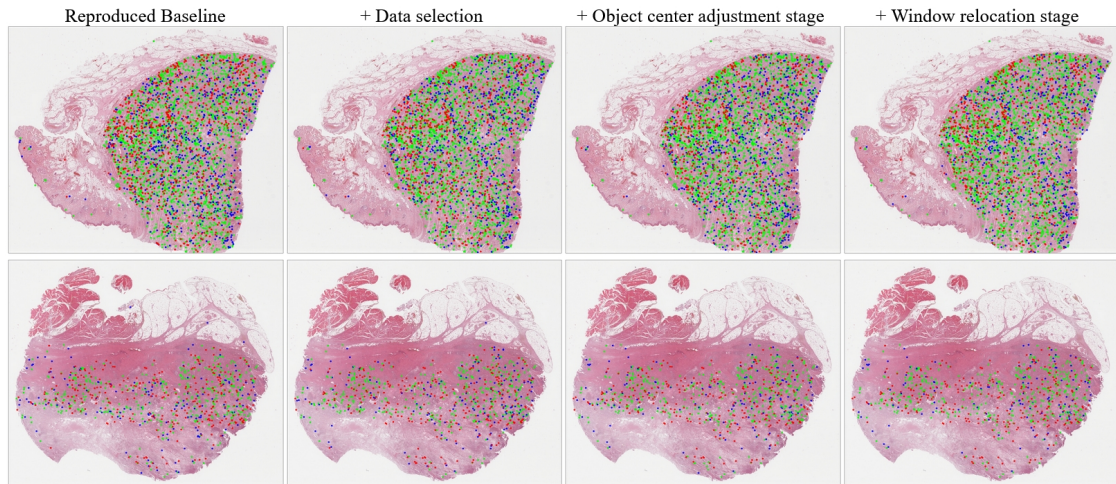 Reproduced Baseline
+ Data selection
+ Object center adjustment stage
+ Window relocation stage